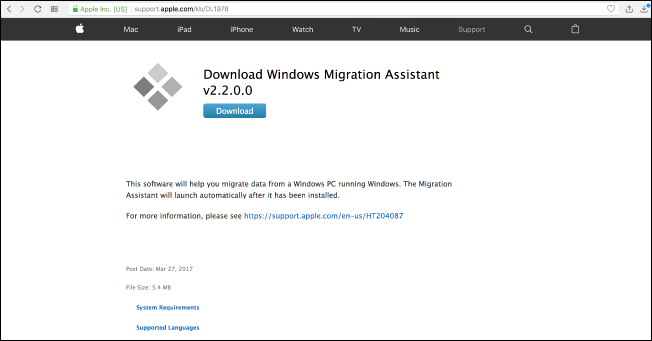 Apple Inc. [US] support.apple.com/kb/DL1978
Mac iPad iPhone Watch TV Music Support
Download Windows Migration Assistant
v2.2.0.0
Download
This software will help you migrate data from a Windows PC running Windows. The Migration
Assistant will launch automatically after it has been installed.
For more information, please see https://support.apple.com/en-us/HT204087
Post Date: Mar 27, 2017
File Size: 5.4 MB
System Requirements
Supported Languages